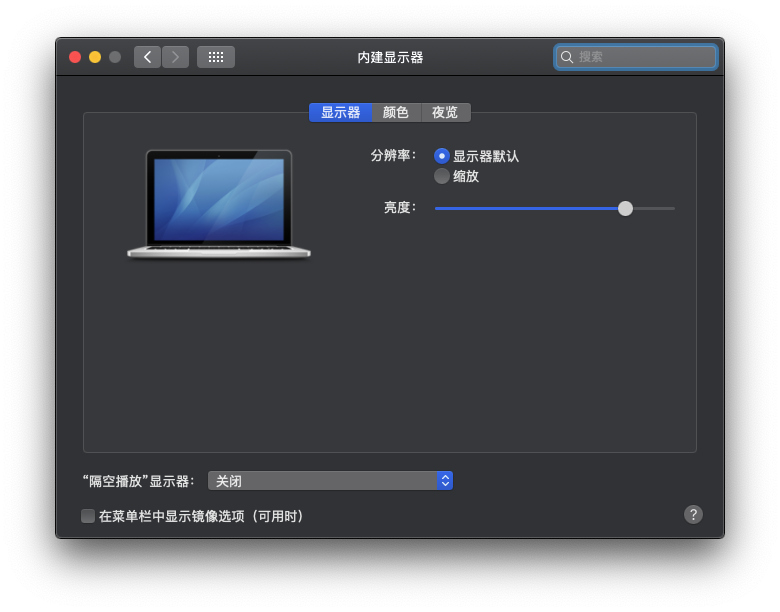 内建显示器
搜索
显示器 颜色 夜览
分辨率：
显示器默认
缩放
亮度：
“隔空播放”显示器： 关闭
在菜单栏中显示镜像选项（可用时）
?